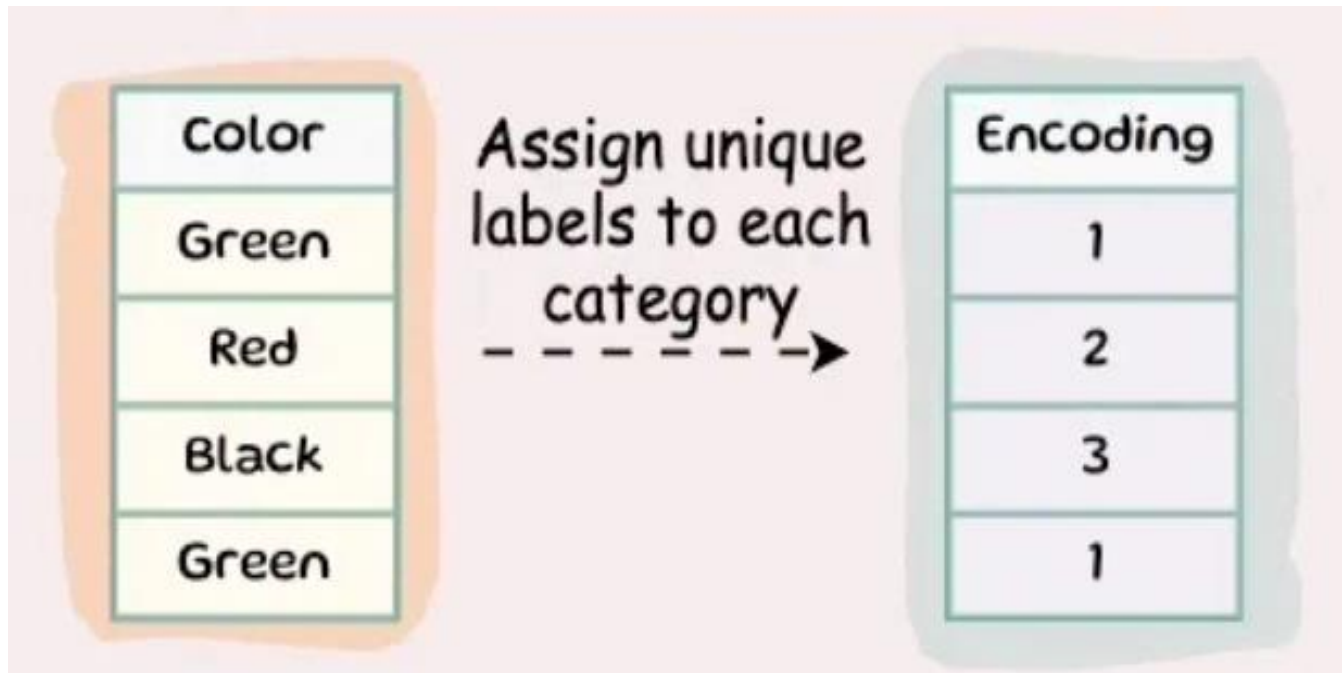 Color
Green
Red
Black
Green
Assign unique
labels to each
category
Encoding
1
2
3
1